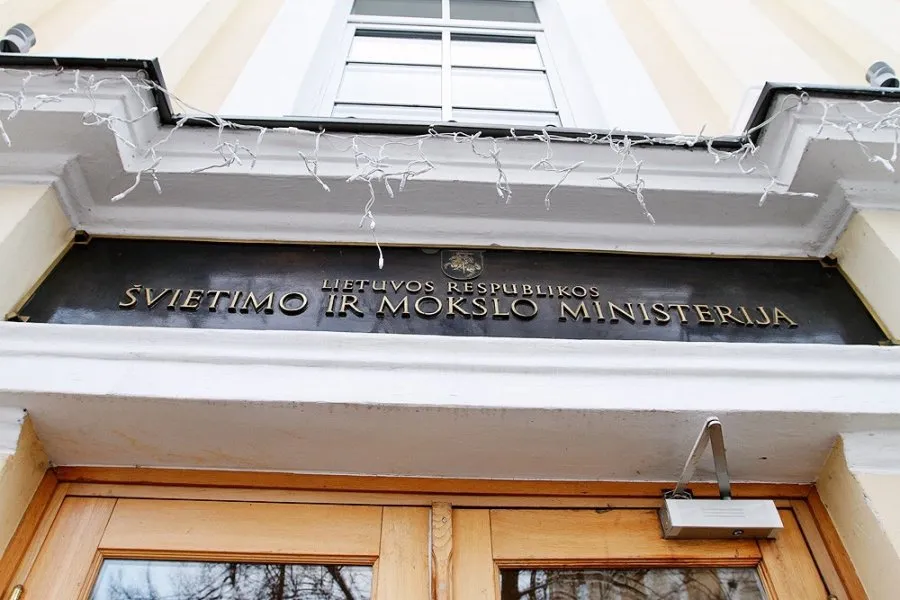 LIETUVOS RESPUBLIKOS
ŠVIETIMO IR MOKSLO MINISTERIJA